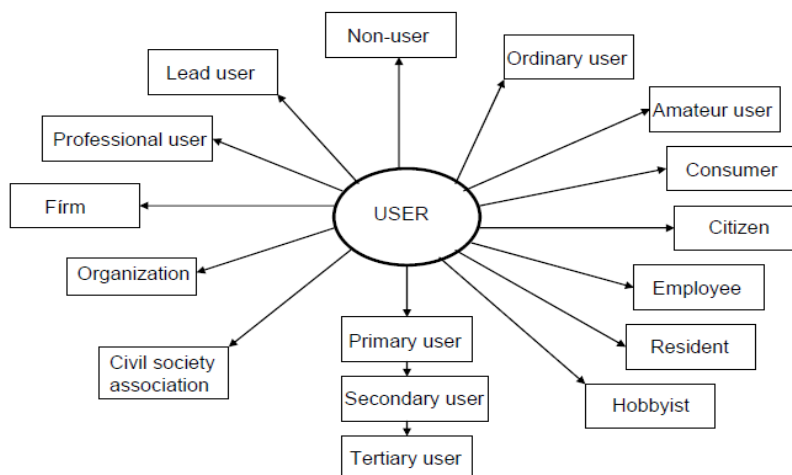 Non-user
Ordinary user
Lead user
Amateur user
Professional user
Consumer
Fírm
USER
Citizen
Organization
Employee
Primary user
Resident
Civil society
association
Secondary user
Hobbyist
Tertiary user